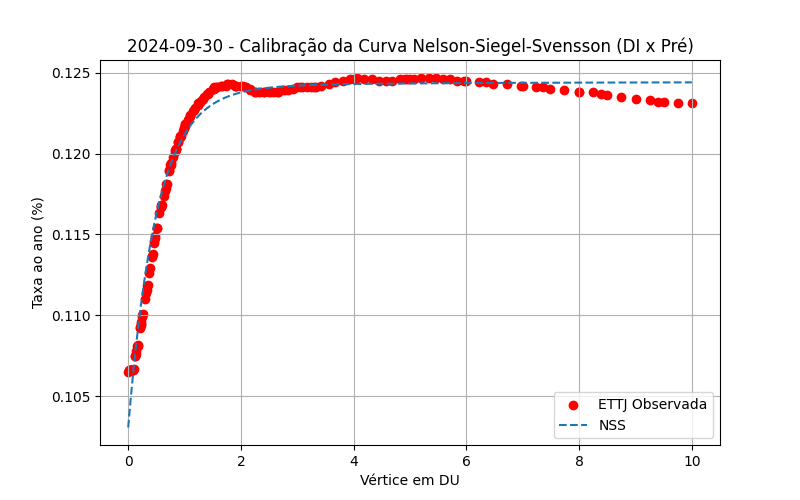 2024-09-30 - Calibração da Curva Nelson-Siegel-Svensson (DI x Pré)
0.125
0.120
0.115
0.110
0.105
Taxa ao ano (%)
ETTJ Observada
NSS
0 2 4 6 8 10
Vértice em DU